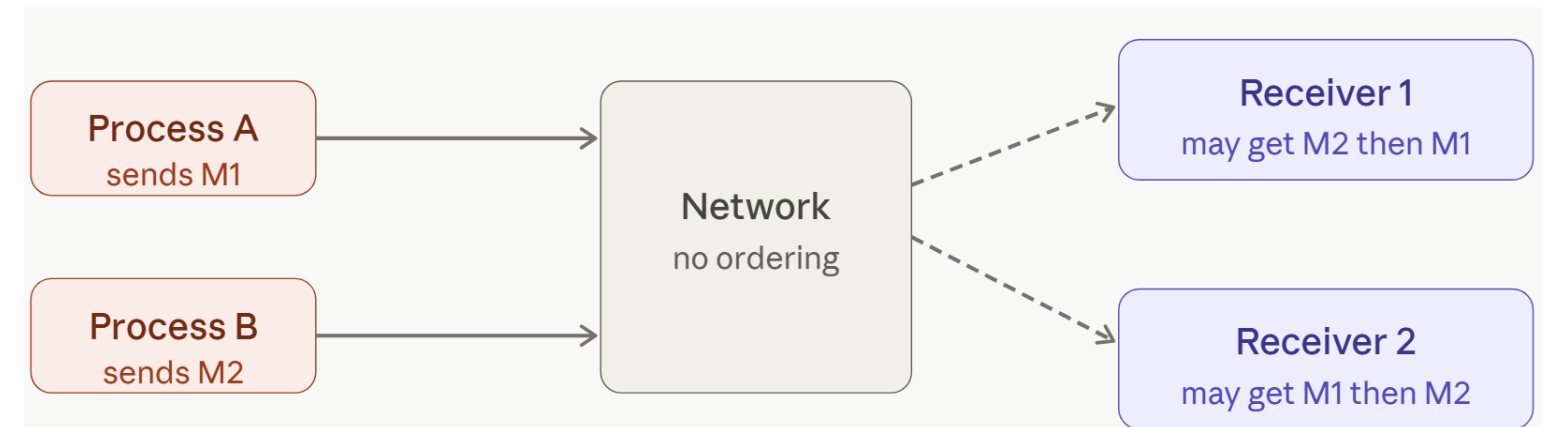 Process A
sends M1
Process B
sends M2
Network
no ordering
Receiver 1
may get M2 then M1
Receiver 2
may get M1 then M2